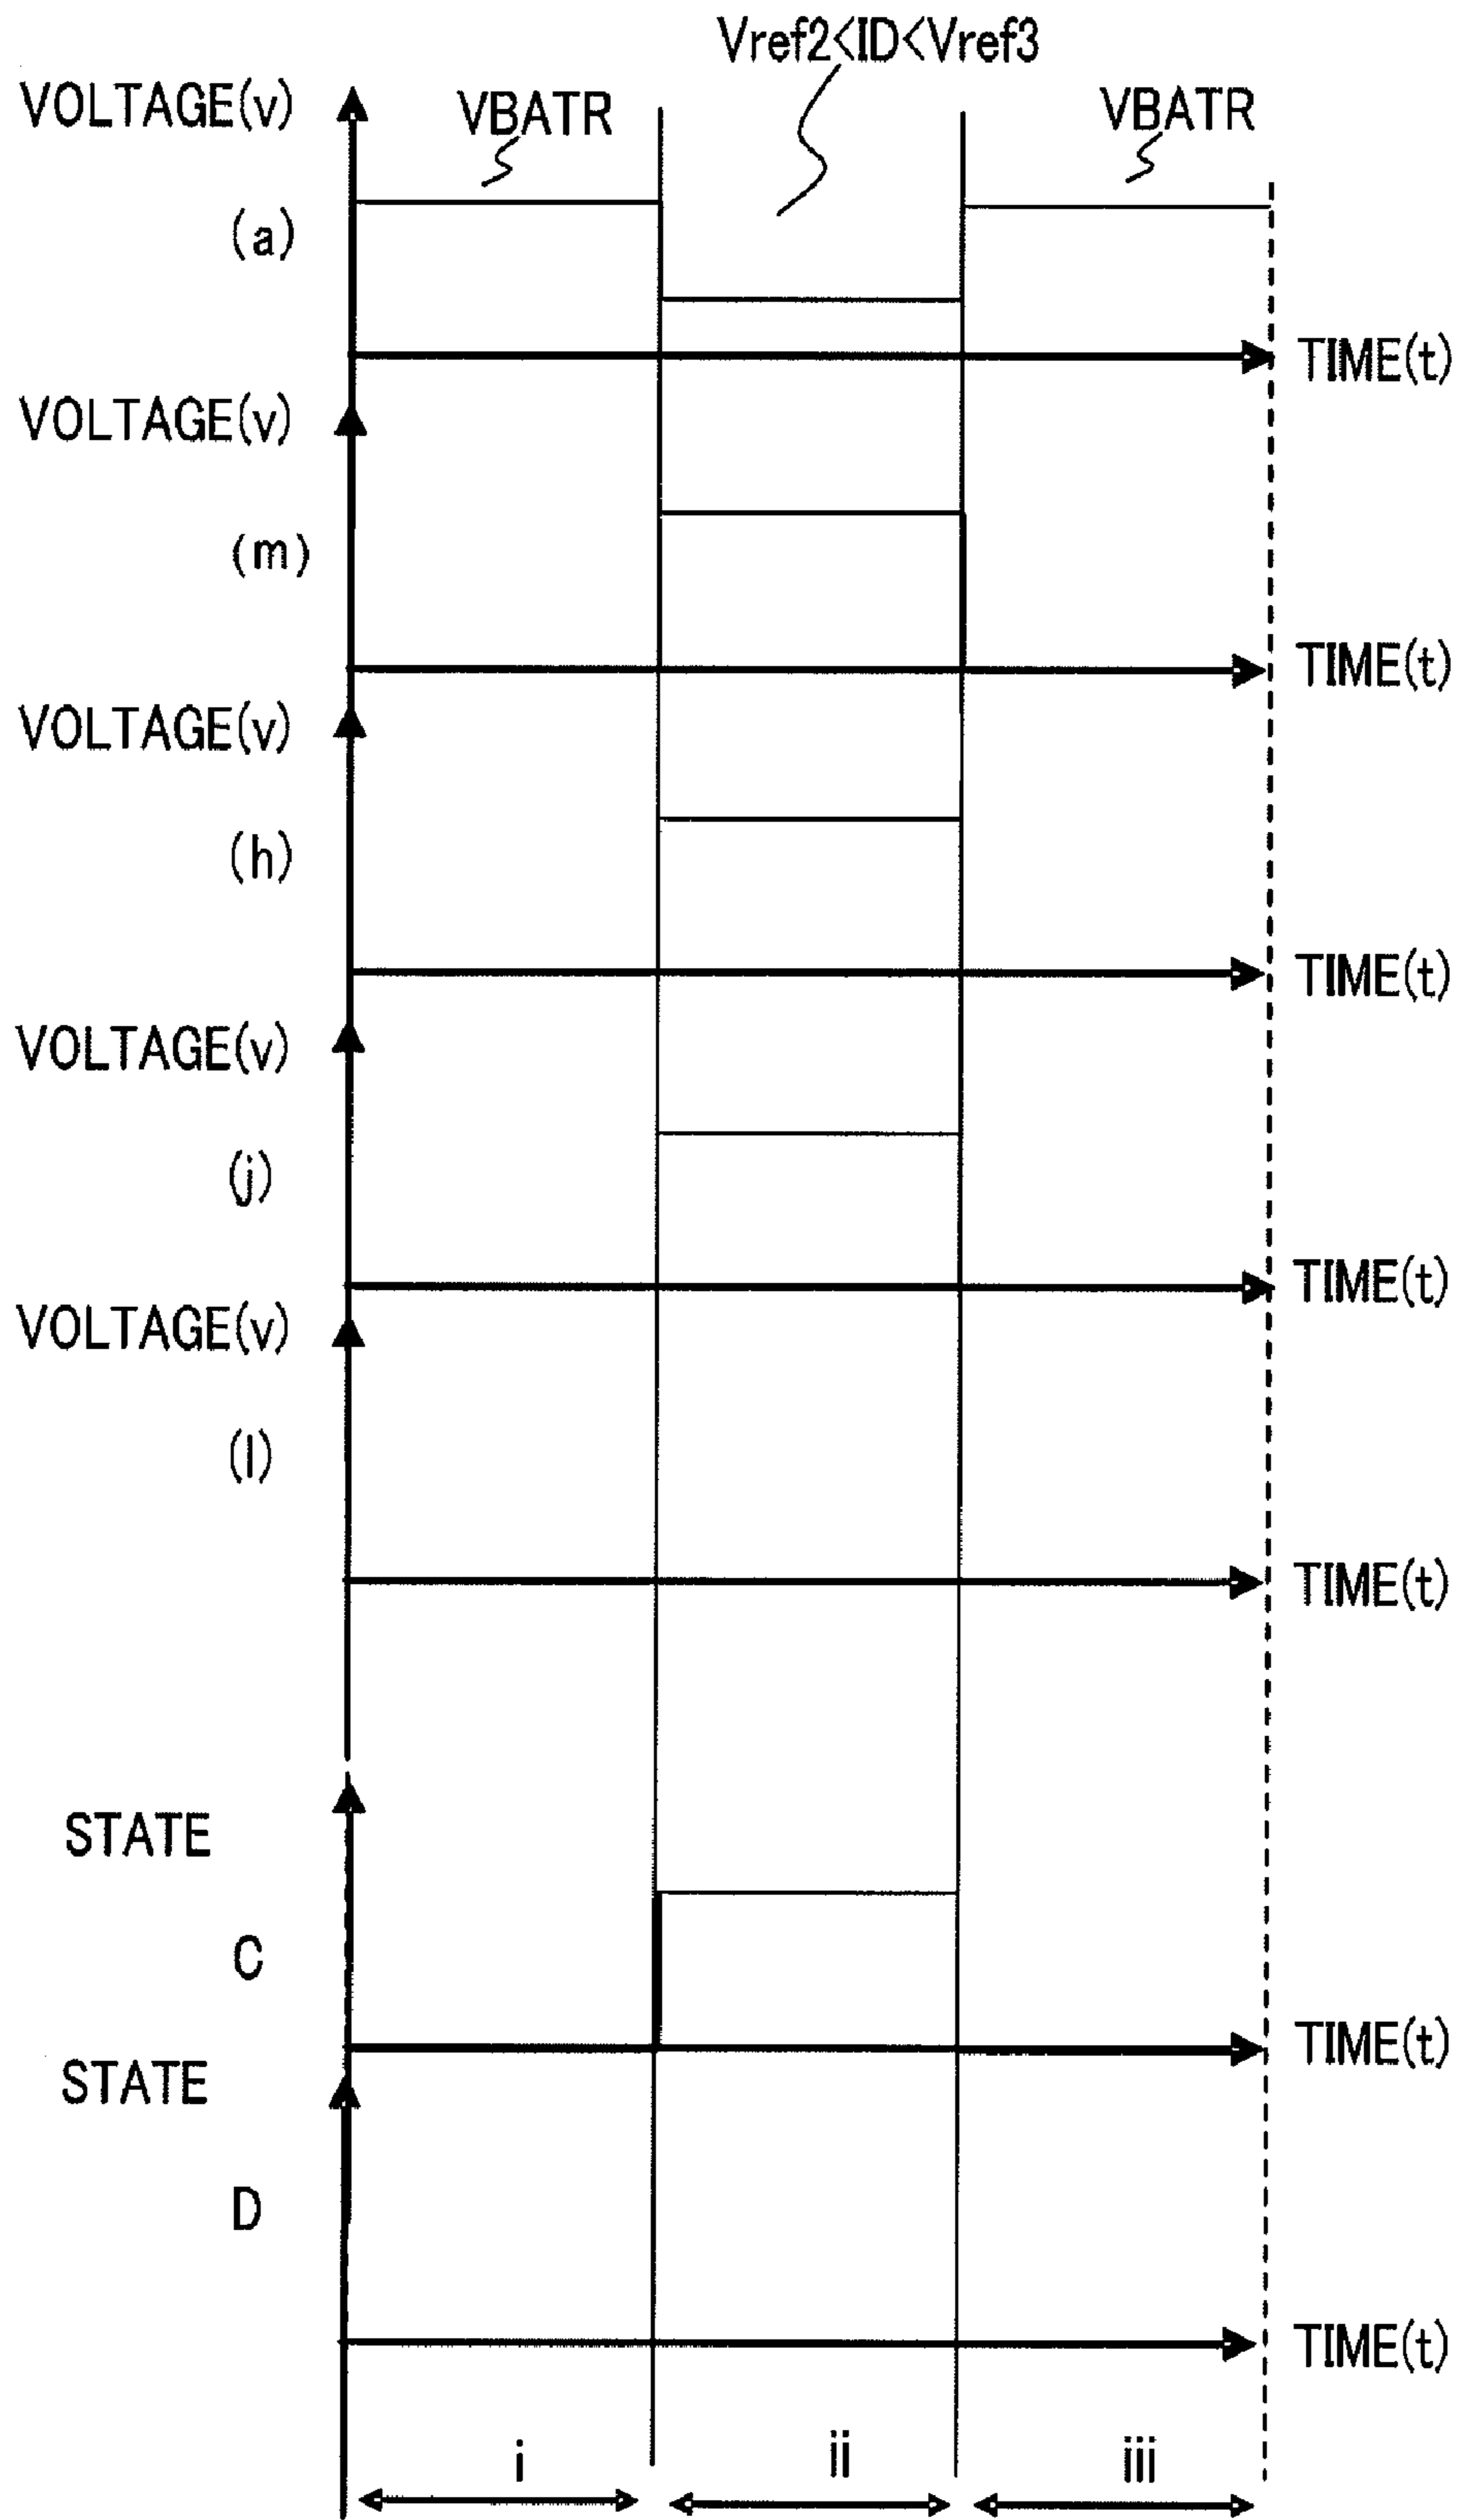 Vref2<ID<Vref3
VOLTAGE(v)
VBATR
VBATR
(a)
TIME(t)
VOLTAGE(v)
(m)
TIME(t)
VOLTAGE(v)
(h)
TIME(t)
VOLTAGE(v)
(j)
TIME(t)
VOLTAGE(v)
(l)
TIME(t)
STATE
C
TIME(t)
STATE
D
TIME(t)
i
ii
iii